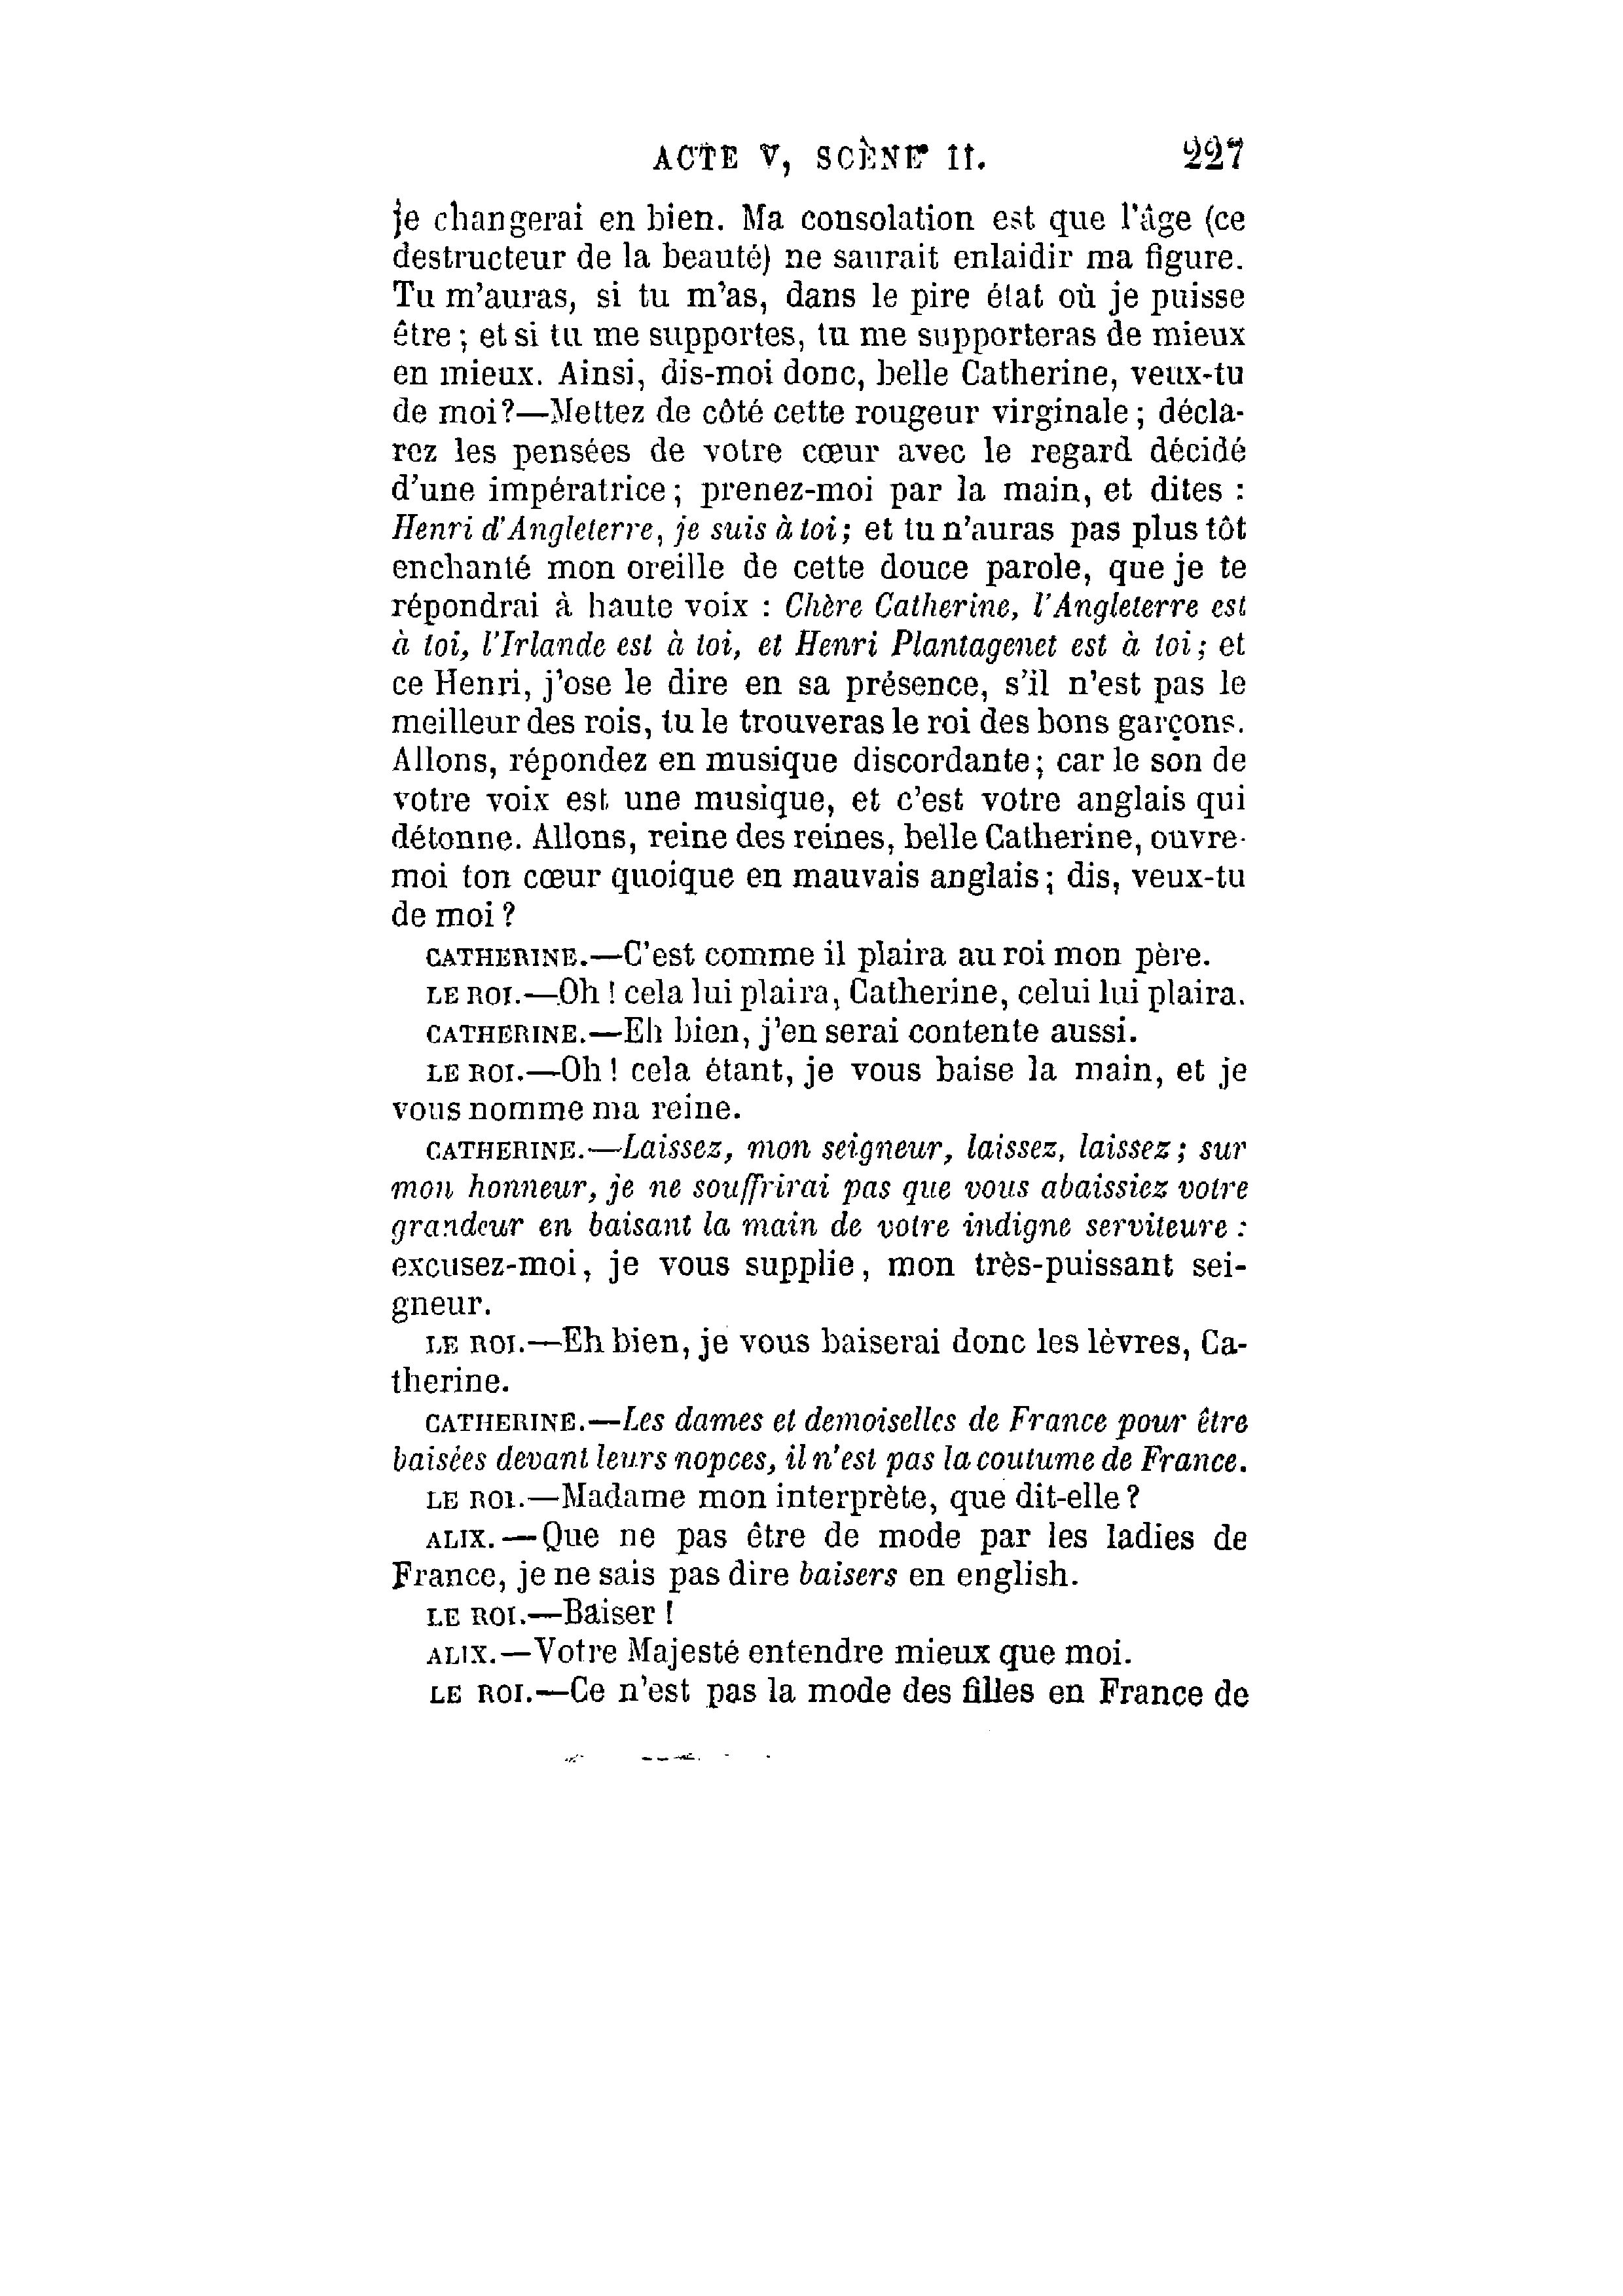 ACTE V, SCÈNE II. 227
je changerai en bien. Ma consolation est que l'âge (ce
destructeur de la beauté) ne saurait enlaidir ma figure.
Tu m'auras, si tu m'as, dans le pire état où je puisse
être ; et si tu me supportes, tu me supporteras de mieux
en mieux. Ainsi, dis-moi donc, belle Catherine, veux-tu
de moi?—Mettez de côté cette rougeur virginale ; décla-
rez les pensées de votre cœur avec le regard décidé
d'une impératrice ; prenez-moi par la main, et dites :
Henri d'Angleterre, je suis à toi ; et tu n'auras pas plus tôt
enchanté mon oreille de cette douce parole, que je te
répondrai à haute voix : Chère Catherine, l'Angleterre est
à toi, l'Irlande est à toi, et Henri Plantagenet est à toi ; et
ce Henri, j'ose le dire en sa présence, s'il n'est pas le
meilleur des rois, tu le trouveras le roi des bons garçons.
Allons, répondez en musique discordante ; car le son de
votre voix est une musique, et c'est votre anglais qui
détonne. Allons, reine des reines, belle Catherine, ouvre-
moi ton cœur quoique en mauvais anglais ; dis, veux-tu
de moi ?
CATHERINE.—C'est comme il plaira au roi mon père.
LE ROI.—Oh ! cela lui plaira, Catherine, celui lui plaira.
CATHERINE.—Eh bien, j'en serai contente aussi.
LE ROI.—Oh ! cela étant, je vous baise la main, et je
vous nomme ma reine.
CATHERINE.—Laissez, mon seigneur, laissez, laissez ; sur
mon honneur, je ne souffrirai pas que vous abaissiez votre
grandeur en baisant la main de votre indigne serviteure :
excusez-moi, je vous supplie, mon très-puissant sei-
gneur.
LE ROI.—Eh bien, je vous baiserai donc les lèvres, Ca-
therine.
CATHERINE.—Les dames et demoiselles de France pour être
baisées devant leurs nopces, il n'est pas la coutume de France.
LE ROI.—Madame mon interprète, que dit-elle ?
ALIX.—Que ne pas être de mode par les ladies de
France, je ne sais pas dire baisers en english.
LE ROI.—Baiser !
ALIX.—Votre Majesté entendre mieux que moi.
LE ROI.—Ce n'est pas la mode des filles en France de